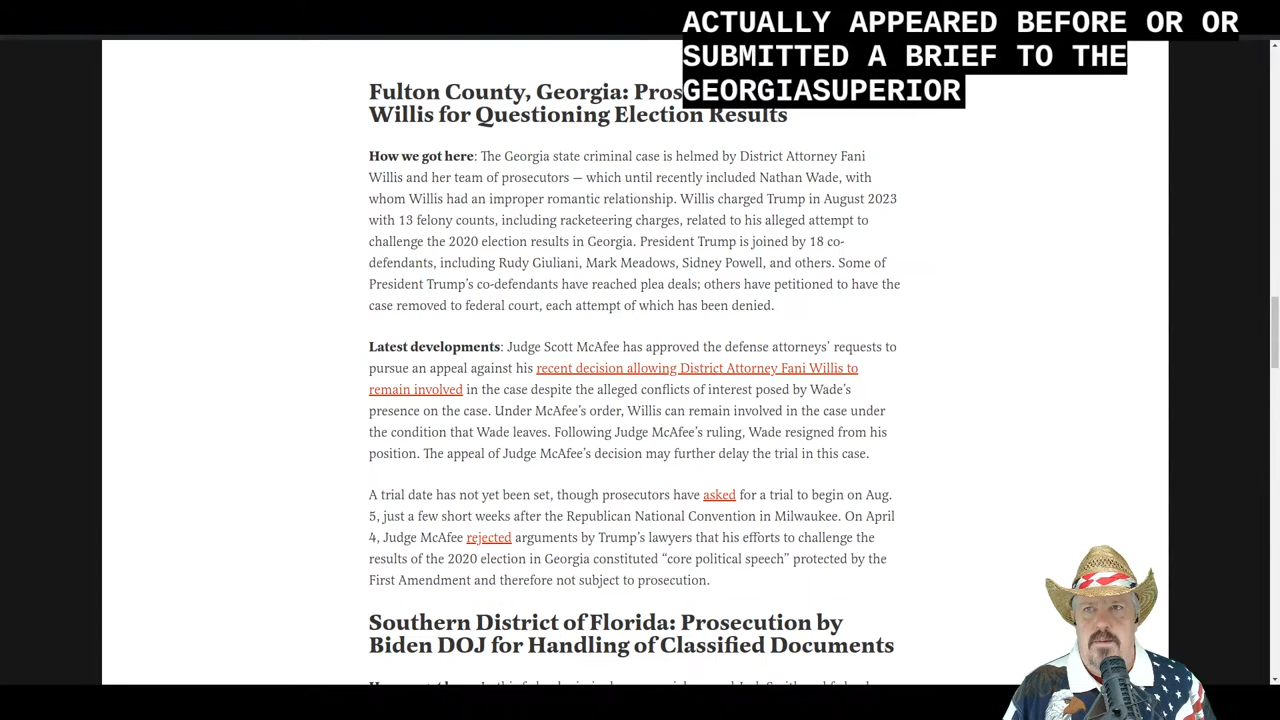 ACTUALLY APPEARED BEFORE OR OR
SUBMITTED A BRIEF TO THE
GEORGIASUPERIOR
Fulton County, Georgia:
Willis for Questioning Election Results
How we got here: The Georgia state criminal case is helmed by District Attorney Fani
Willis and her team of prosecutors — which until recently included Nathan Wade, with
whom Willis had an improper romantic relationship. Willis charged Trump in August 2023
with 13 felony counts, including racketeering charges, related to his alleged attempt to
challenge the 2020 election results in Georgia. President Trump is joined by 18 co-
defendants, including Rudy Giuliani, Mark Meadows, Sidney Powell, and others. Some of
President Trump’s co-defendants have reached plea deals; others have petitioned to have the
case removed to federal court, each attempt of which has been denied.
Latest developments: Judge Scott McAfee has approved the defense attorneys’ requests to
pursue an appeal against his recent decision allowing District Attorney Fani Willis to
remain involved in the case despite the alleged conflicts of interest posed by Wade’s
presence on the case. Under McAfee’s order, Willis can remain involved in the case under
the condition that Wade leaves. Following Judge McAfee’s ruling, Wade resigned from his
position. The appeal of Judge McAfee’s decision may further delay the trial in this case.
A trial date has not yet been set, though prosecutors have asked for a trial to begin on Aug.
5, just a few short weeks after the Republican National Convention in Milwaukee. On April
4, Judge McAfee rejected arguments by Trump’s lawyers that his efforts to challenge the
results of the 2020 election in Georgia constituted “core political speech” protected by the
First Amendment and therefore not subject to prosecution.
Southern District of Florida: Prosecution by
Biden DOJ for Handling of Classified Documents